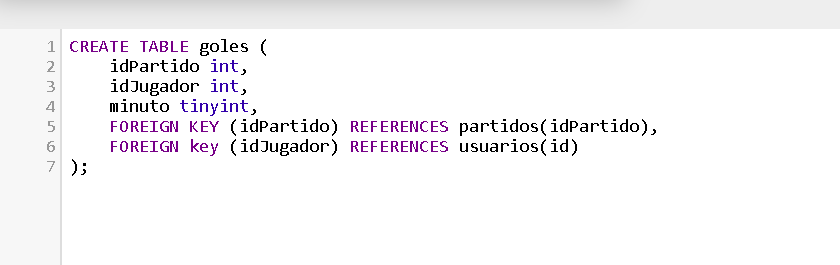 1 CREATE TABLE goles (
2 idPartido int,
3 idJugador int,
4 minuto tinyint,
5 FOREIGN KEY (idPartido) REFERENCES partidos(idPartido),
6 FOREIGN key (idJugador) REFERENCES usuarios(id)
7 );